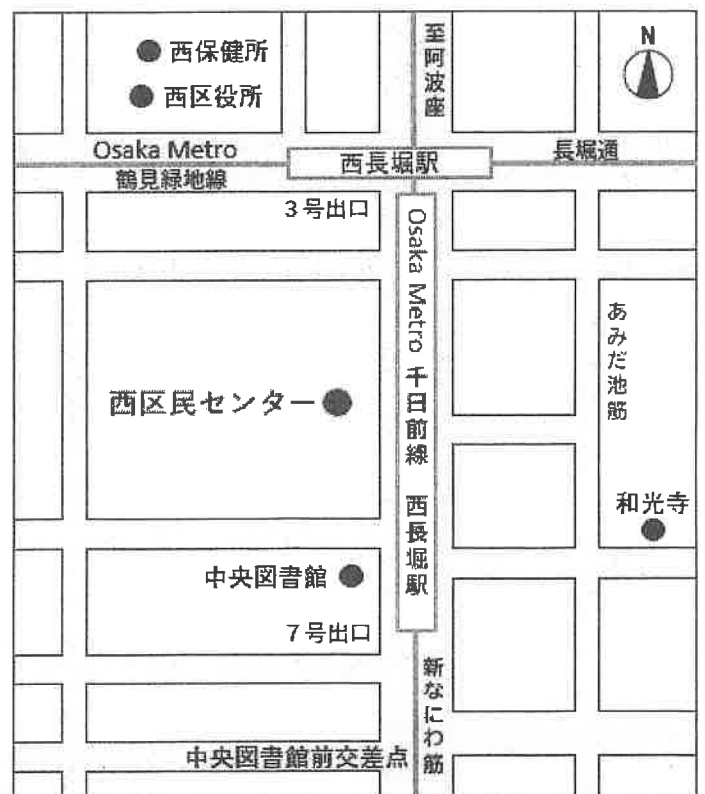 西保健所
西区役所
至阿波座
N
Osaka Metro
鶴見緑地線
西長堀駅
長堀通
3号出口
Osaka Metro 千日前線 西長堀駅
あみだ池筋
西区民センター
和光寺
中央図書館
7号出口
新なにわ筋
中央図書館前交差点